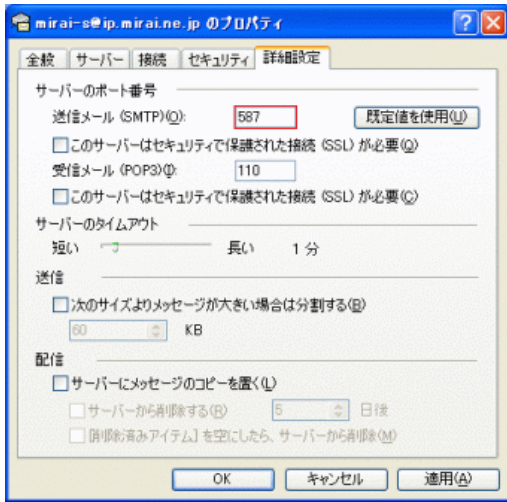 mirai-s@ip.mirai.ne.jp のプロパティ
全般 サーバー 接続 セキュリティ 詳細設定
サーバーのポート番号
送信メール (SMTP)(O): 587 既定値を使用(U)
このサーバーはセキュリティで保護された接続 (SSL) が必要(Q)
受信メール (POP3)(I): 110
このサーバーはセキュリティで保護された接続 (SSL) が必要(C)
サーバーのタイムアウト
短い 長い 1 分
送信
次のサイズよりメッセージが大きい場合は分割する(B)
60 KB
配信
サーバーにメッセージのコピーを置く(L)
サーバーから削除する(R) 5 日後
[削除済みアイテム] を空にしたら、サーバーから削除(M)
OK キャンセル 適用(A)